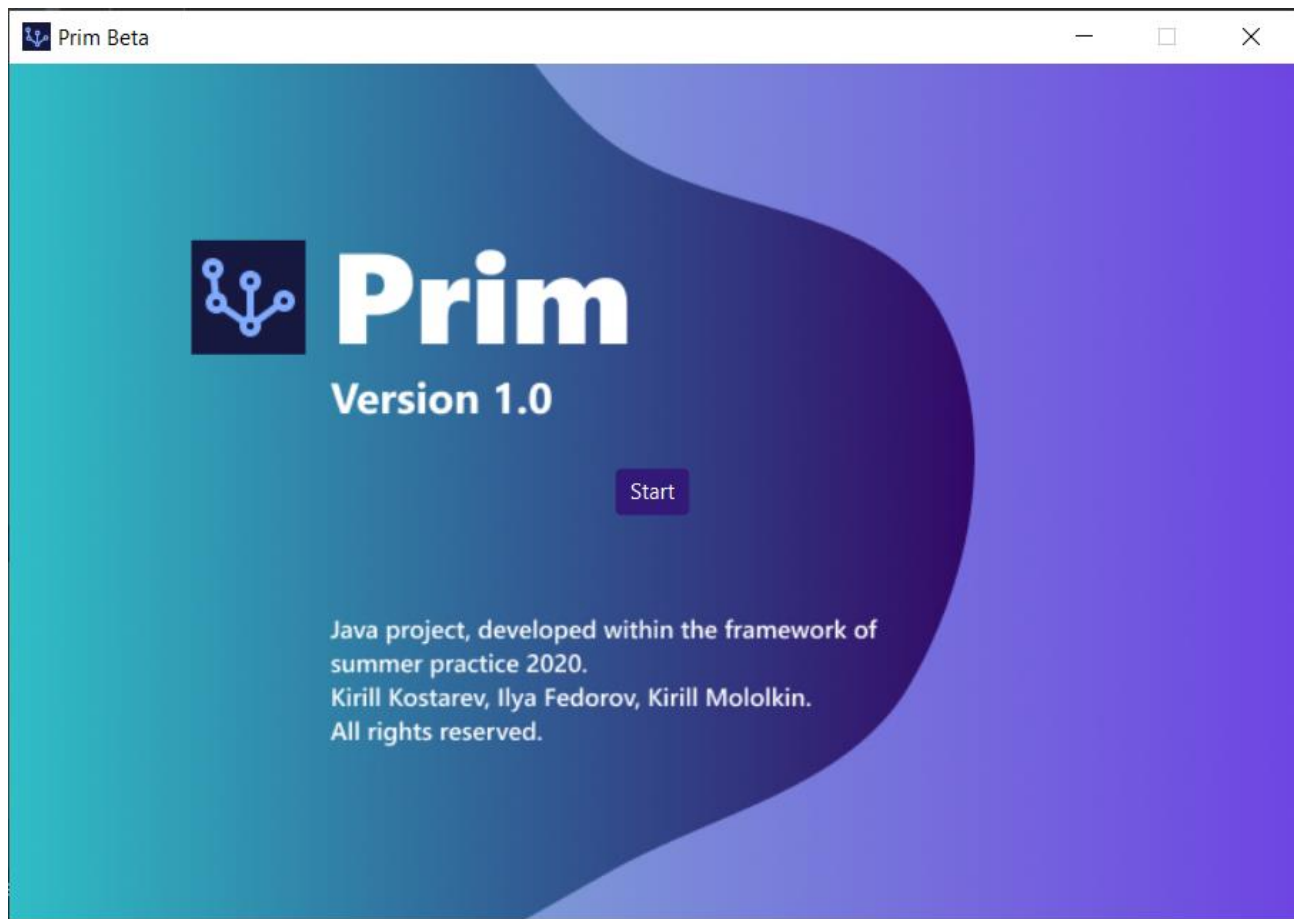 Prim Beta
Prim
Version 1.0
Start
Java project, developed within the framework of
summer practice 2020.
Kirill Kostarev, Ilya Fedorov, Kirill Mololkin.
All rights reserved.